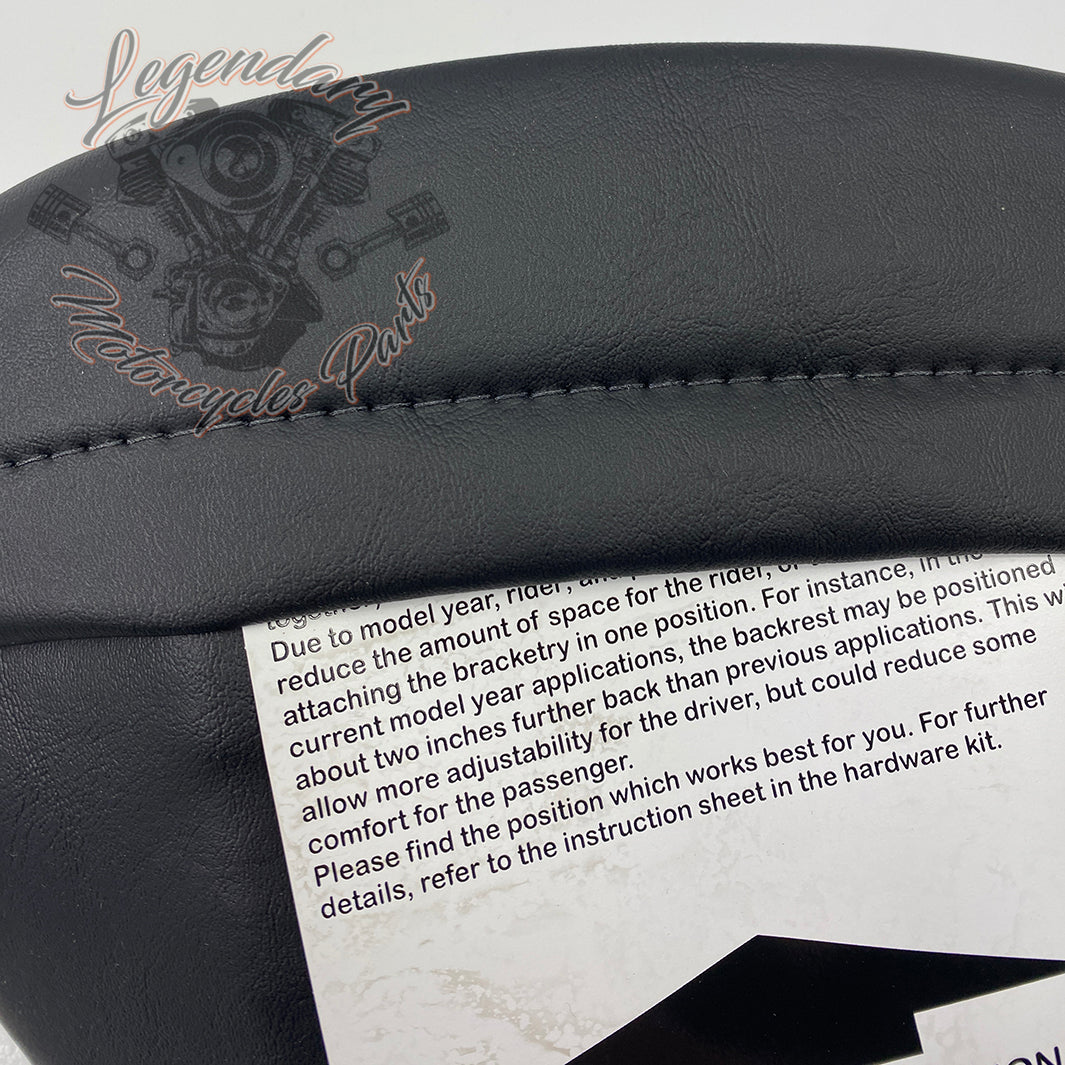 Legendary
Motorcycles Parts
together,
Due to model year, rider, and
reduce the amount of space for the rider, or
attaching the bracketry in one position. For instance, in the
current model year applications, the backrest may be positioned
about two inches further back than previous applications. This w
allow more adjustability for the driver, but could reduce some
comfort for the passenger.
Please find the position which works best for you. For further
details, refer to the instruction sheet in the hardware kit.
ON